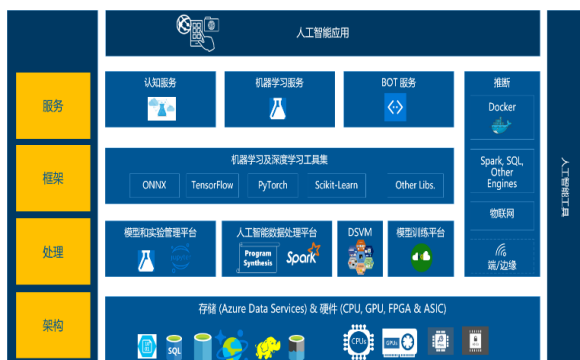 人工智能应用
服务
认知服务
机器学习服务
BOT 服务
推断
Docker
框架
机器学习及深度学习工具集
ONNX
TensorFlow
PyTorch
Scikit-Learn
Other Libs.
Spark, SQL,
Other
Engines
物联网
端/边缘
处理
模型和实验管理平台
人工智能数据处理平台
Program
Synthesis
Spark
DSVM
模型训练平台
架构
存储 (Azure Data Services) & 硬件 (CPU, GPU, FPGA & ASIC)
SQL
CPUs
GPUs
人工智能工具